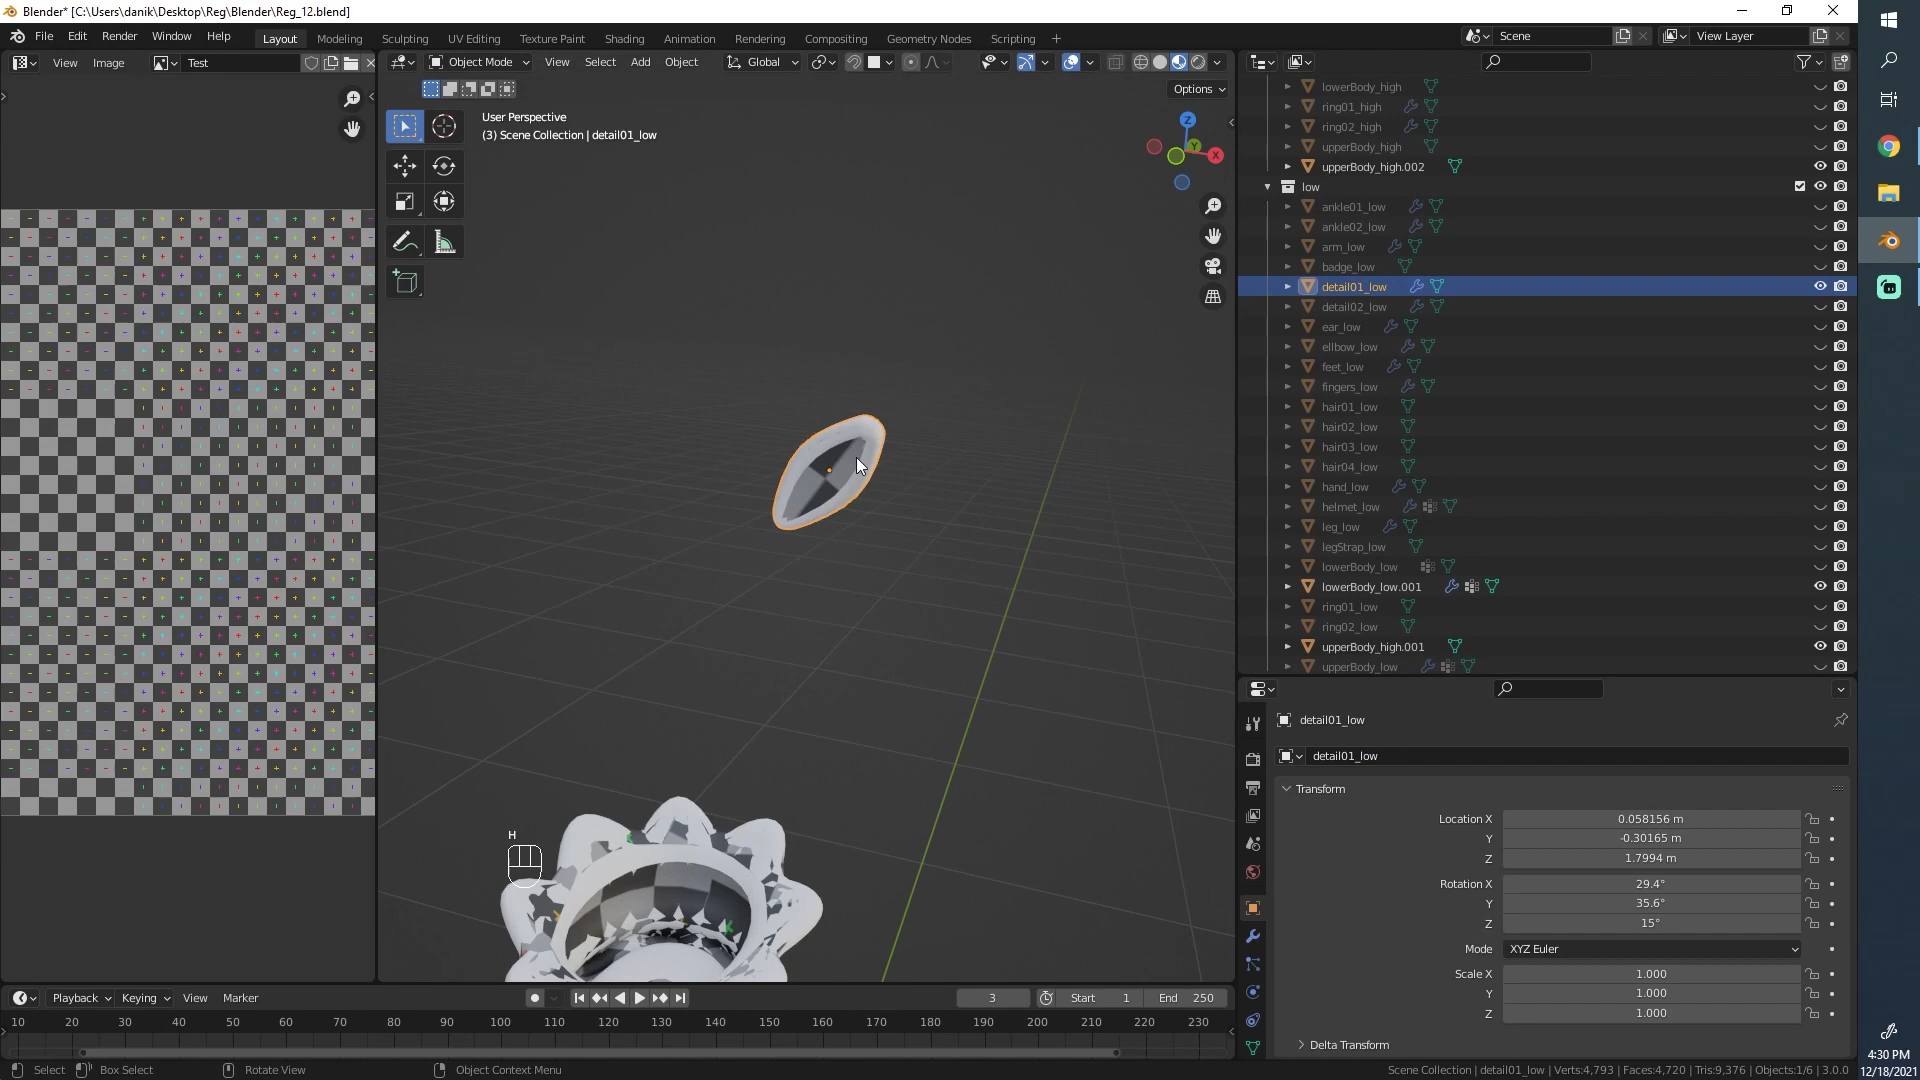 Blender* [C:\Users\danik\Desktop\Reg\Blender\Reg_12.blend]
File Edit Render Window Help
Layout Modeling Sculpting UV Editing Texture Paint Shading Animation Rendering Compositing Geometry Nodes Scripting +
Scene
View Layer
View Image
Test
Object Mode View Select Add Object
Global
Options
User Perspective
(3) Scene Collection | detail01_low
Z
Y
X
H
lowerBody_high
ring01_high
ring02_high
upperBody_high
upperBody_high.002
low
ankle01_low
ankle02_low
arm_low
badge_low
detail01_low
detail02_low
ear_low
ellbow_low
feet_low
fingers_low
hair01_low
hair02_low
hair03_low
hair04_low
hand_low
helmet_low
leg_low
legStrap_low
lowerBody_low
lowerBody_low.001
ring01_low
ring02_low
upperBody_high.001
upperBody_low
detail01_low
detail01_low
Transform
Location X 0.058156 m
Y -0.30165 m
Z 1.7994 m
Rotation X 29.4°
Y 35.6°
Z 15°
Mode XYZ Euler
Scale X 1.000
Y 1.000
Z 1.000
Delta Transform
Playback Keying View Marker
3
Start 1
End 250
10 20 30 40 50 60 70 80 90 100 110 120 130 140 150 160 170 180 190 200 210 220 230
Select Box Select Rotate View Object Context Menu
Scene Collection | detail01_low | Verts:4,793 | Faces:4,720 | Tris:9,376 | Objects:1/6 | 3.0.0
4:30 PM
12/18/2021